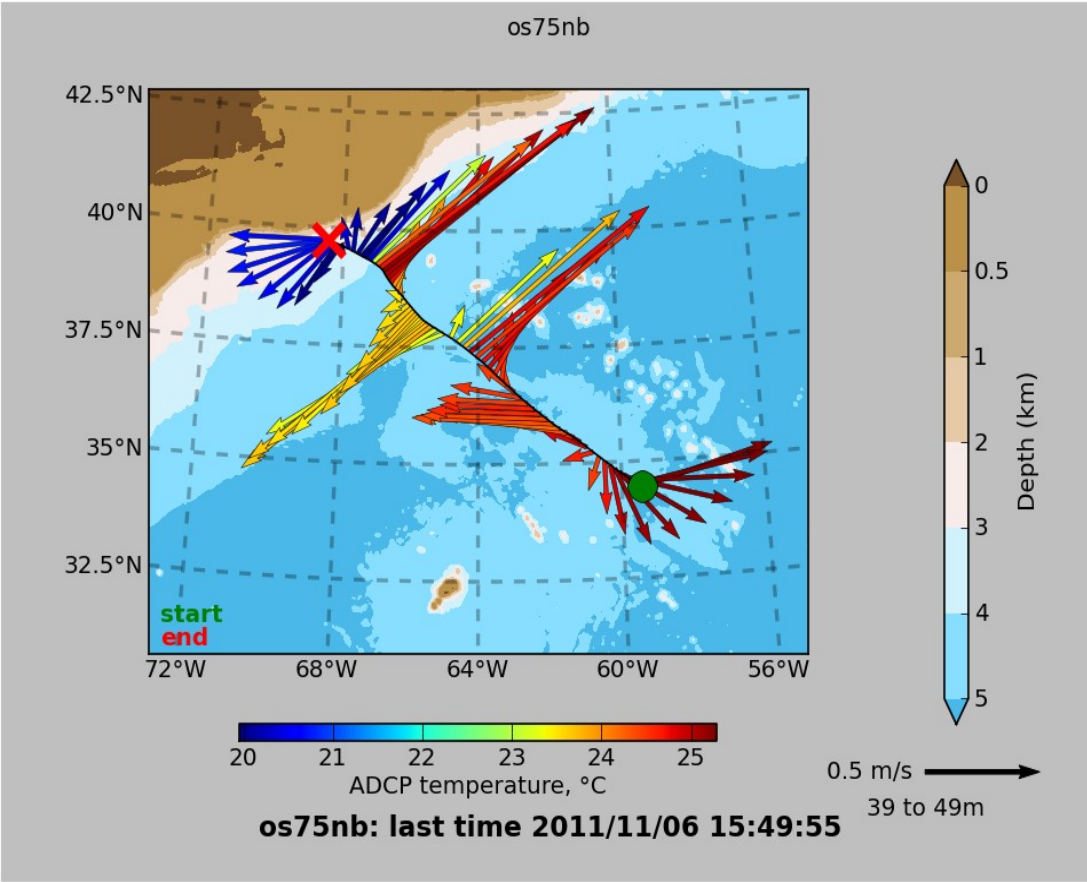 os75nb
42.5°N
40°N
37.5°N
35°N
32.5°N
start
end
72°W 68°W 64°W 60°W 56°W
0
0.5
1
2
3
4
5
Depth (km)
20 21 22 23 24 25
ADCP temperature, °C
0.5 m/s
39 to 49m
os75nb: last time 2011/11/06 15:49:55